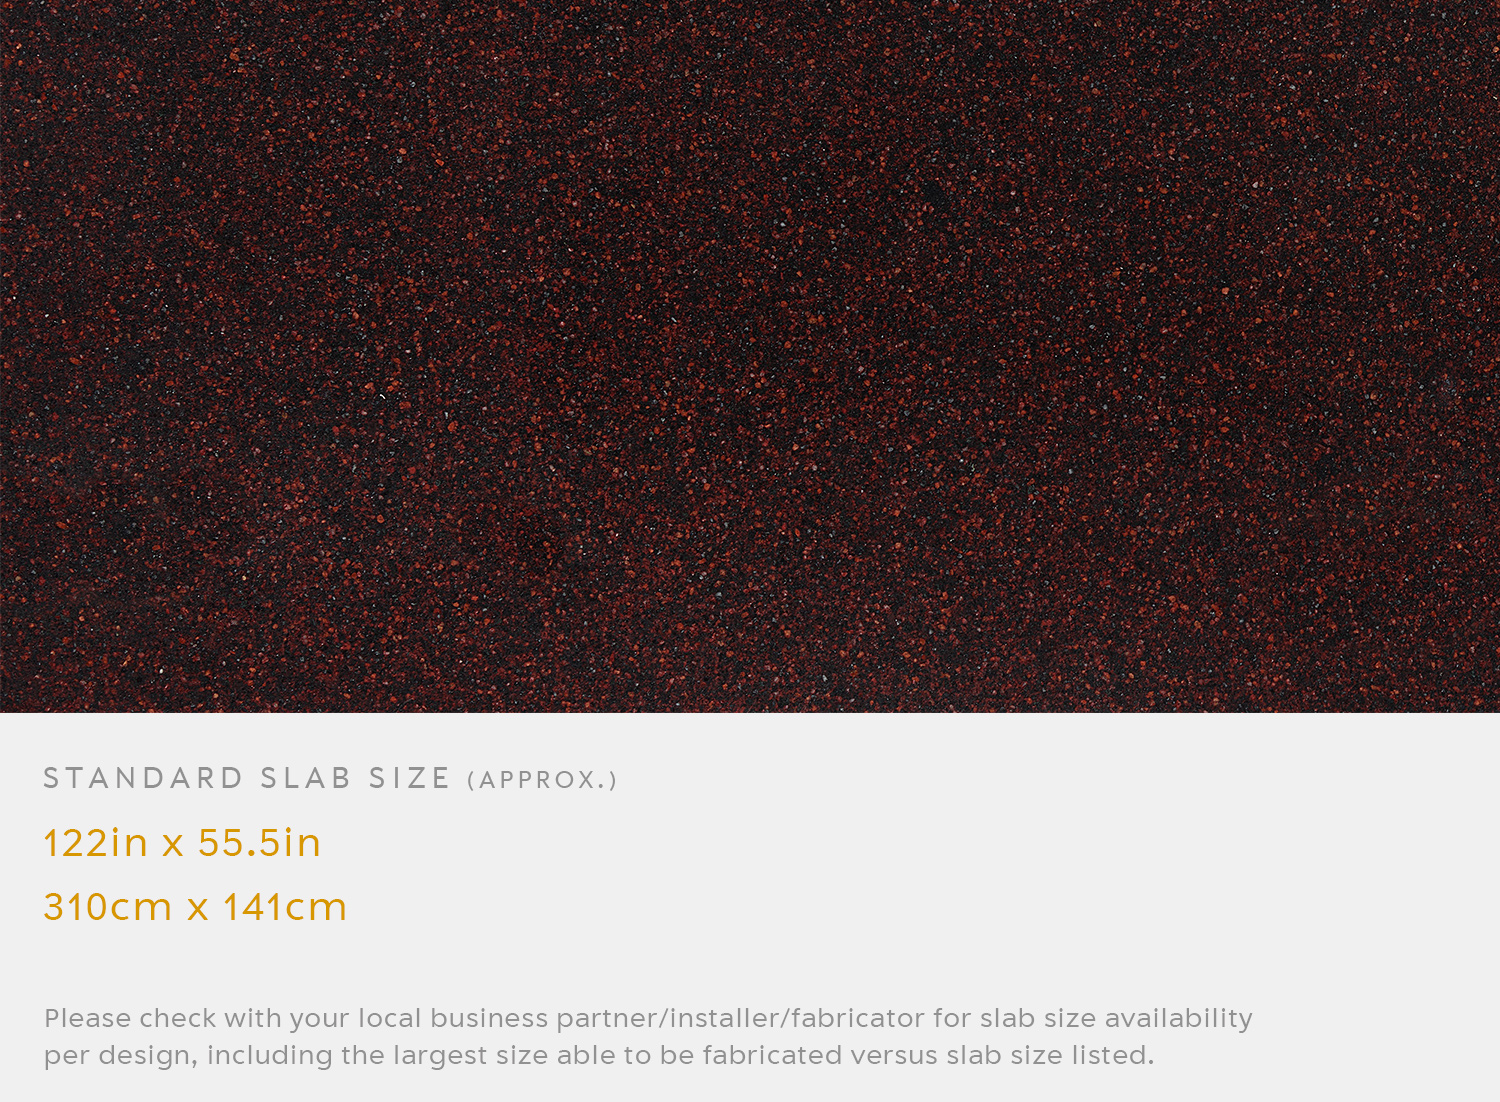 STANDARD SLAB SIZE (APPROX.)
122in x 55.5in
310cm x 141cm
Please check with your local business partner/installer/fabricator for slab size availability
per design, including the largest size able to be fabricated versus slab size listed.